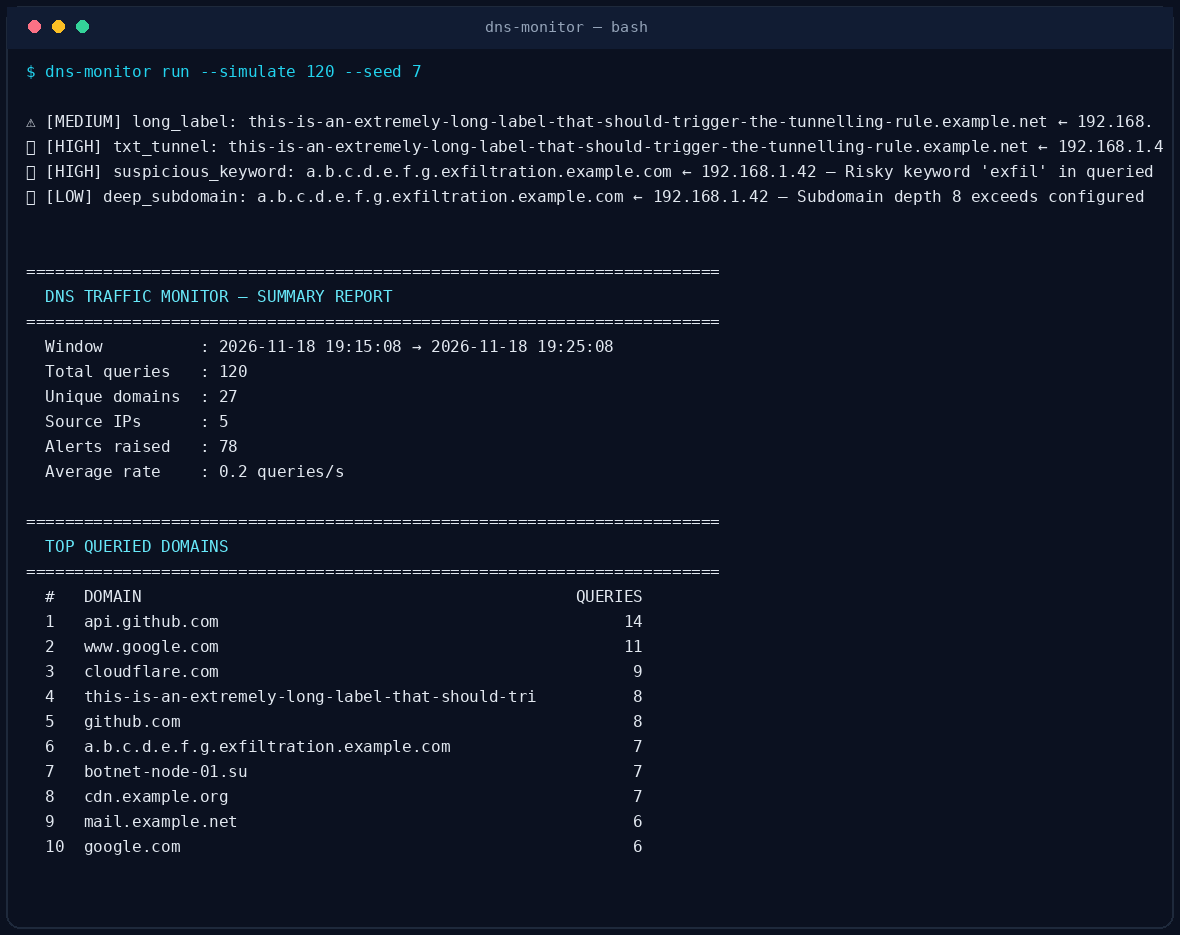 dns-monitor — bash
$ dns-monitor run --simulate 120 --seed 7
⚠ [MEDIUM] long_label: this-is-an-extremely-long-label-that-should-trigger-the-tunnelling-rule.example.net ← 192.168.
[HIGH] txt_tunnel: this-is-an-extremely-long-label-that-should-trigger-the-tunnelling-rule.example.net ← 192.168.1.4
[HIGH] suspicious_keyword: a.b.c.d.e.f.g.exfiltration.example.com ← 192.168.1.42 — Risky keyword 'exfil' in queried
[LOW] deep_subdomain: a.b.c.d.e.f.g.exfiltration.example.com ← 192.168.1.42 — Subdomain depth 8 exceeds configured
========================================================================
DNS TRAFFIC MONITOR — SUMMARY REPORT
========================================================================
Window : 2026-11-18 19:15:08 → 2026-11-18 19:25:08
Total queries : 120
Unique domains : 27
Source IPs : 5
Alerts raised : 78
Average rate : 0.2 queries/s
========================================================================
TOP QUERIED DOMAINS
========================================================================
# DOMAIN QUERIES
1 api.github.com 14
2 www.google.com 11
3 cloudflare.com 9
4 this-is-an-extremely-long-label-that-should-tri 8
5 github.com 8
6 a.b.c.d.e.f.g.exfiltration.example.com 7
7 botnet-node-01.su 7
8 cdn.example.org 7
9 mail.example.net 6
10 google.com 6